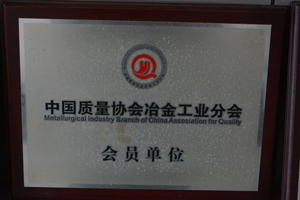 中国质量协会冶金工业分会
Metallurgical Industry Branch of China Association for Quality
会员单位